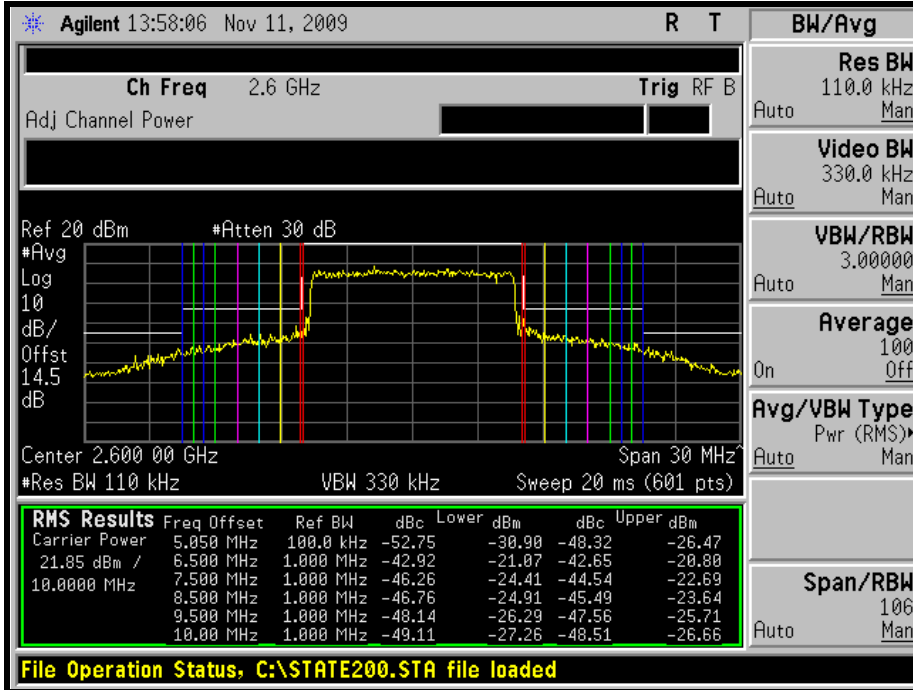 Agilent 13:58:06 Nov 11, 2009 R T
Ch Freq 2.6 GHz Trig RF B
Adj Channel Power
Ref 20 dBm #Atten 30 dB
#Avg
Log
10
dB/
Offst
14.5
dB
Center 2.600 00 GHz Span 30 MHz^
#Res BW 110 kHz VBW 330 kHz Sweep 20 ms (601 pts)
RMS Results Freq Offset Ref BW dBc Lower dBm dBc Upper dBm
Carrier Power 5.050 MHz 100.0 kHz -52.75 -30.90 -48.32 -26.47
21.85 dBm / 6.500 MHz 1.000 MHz -42.92 -21.07 -42.65 -20.80
10.0000 MHz 7.500 MHz 1.000 MHz -46.26 -24.41 -44.54 -22.69
8.500 MHz 1.000 MHz -46.76 -24.91 -45.49 -23.64
9.500 MHz 1.000 MHz -48.14 -26.29 -47.56 -25.71
10.00 MHz 1.000 MHz -49.11 -27.26 -48.51 -26.66
File Operation Status, C:\STATE200.STA file loaded
BW/Avg
Res BW
110.0 kHz
Auto Man
Video BW
330.0 kHz
Auto Man
VBW/RBW
3.00000
Auto Man
Average
100
On Off
Avg/VBW Type
Pwr (RMS)▸
Auto Man
Span/RBW
106
Auto Man